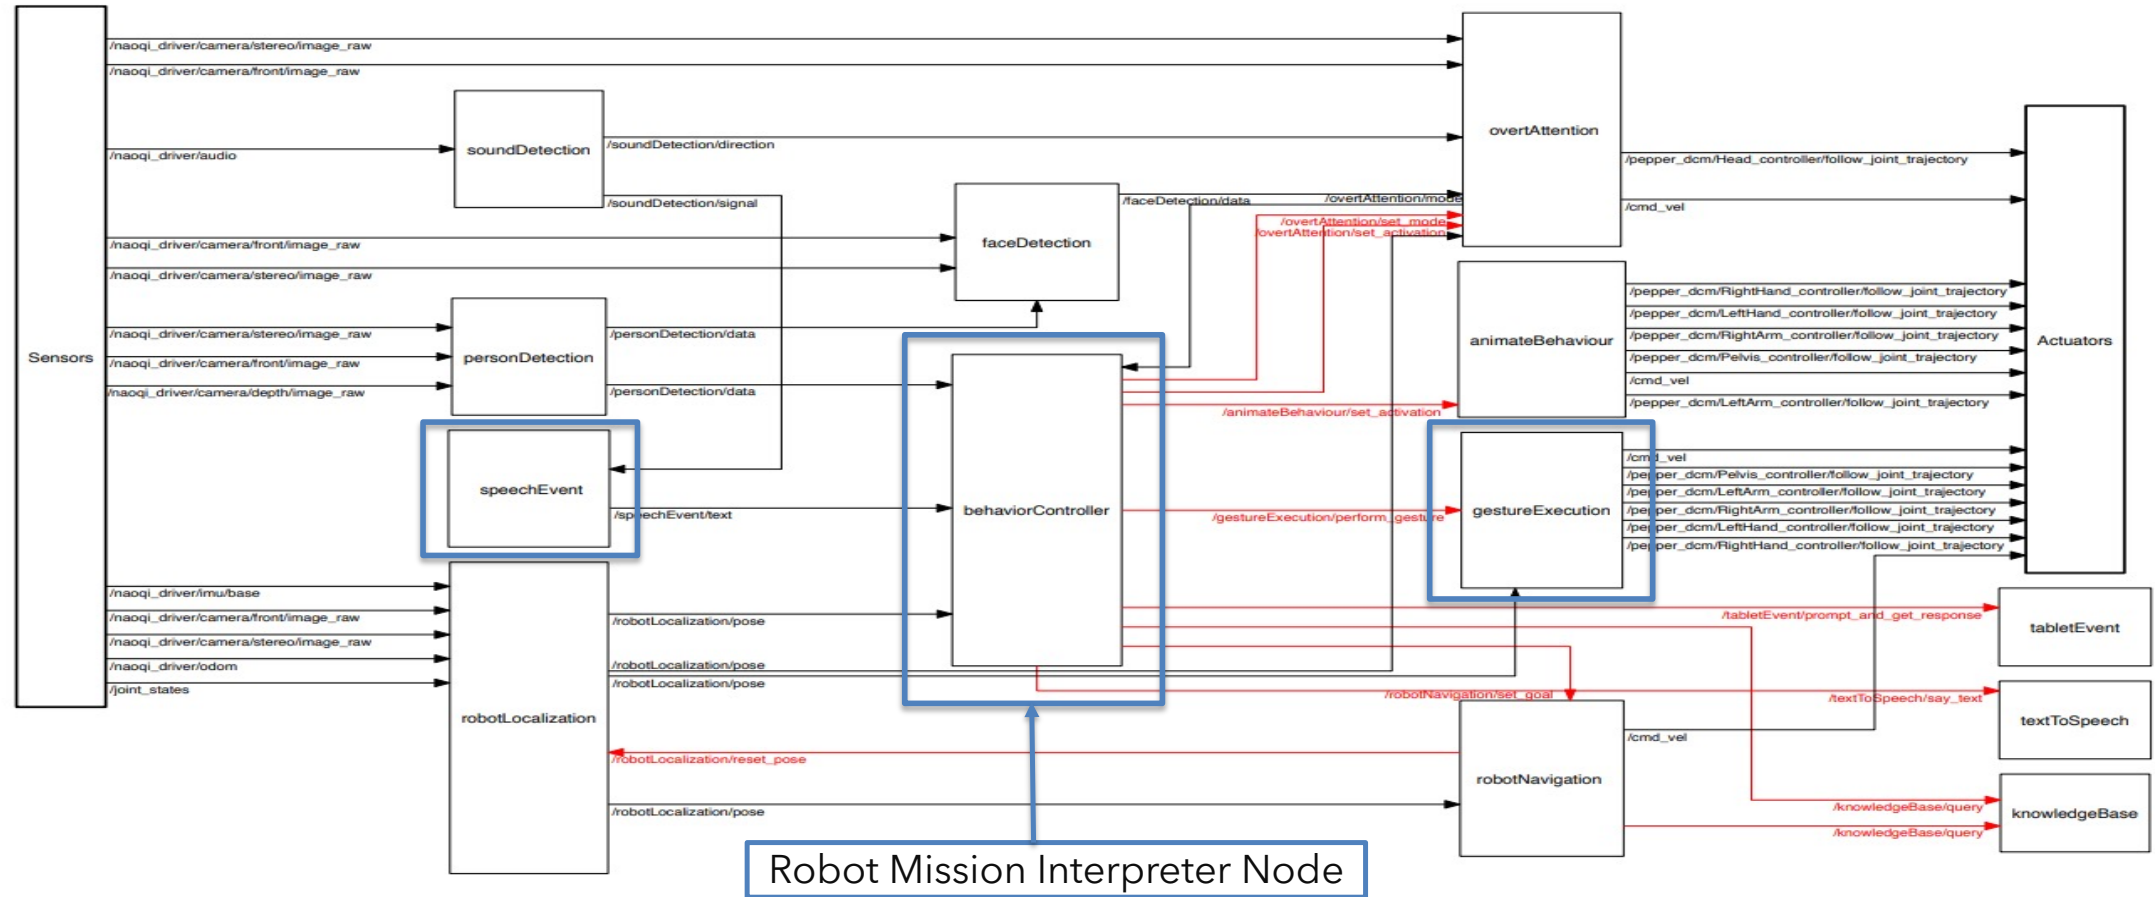 Sensors
/naoqi_driver/camera/stereo/image_raw
/naoqi_driver/camera/front/image_raw
/naoqi_driver/audio
/naoqi_driver/camera/front/image_raw
/naoqi_driver/camera/stereo/image_raw
/naoqi_driver/camera/stereo/image_raw
/naoqi_driver/camera/front/image_raw
/naoqi_driver/camera/depth/image_raw
/naoqi_driver/imu/base
/naoqi_driver/camera/front/image_raw
/naoqi_driver/camera/stereo/image_raw
/naoqi_driver/odom
/joint_states
soundDetection
/soundDetection/direction
/soundDetection/signal
personDetection
/personDetection/data
/personDetection/data
speechEvent
/speechEvent/text
robotLocalization
/robotLocalization/pose
/robotLocalization/pose
/robotLocalization/pose
/robotLocalization/reset_pose
/robotLocalization/pose
faceDetection
/faceDetection/data
/overtAttention/mode
/overtAttention/set_mode
/overtAttention/set_activation
behaviorController
/animateBehaviour/set_activation
/gestureExecution/perform_gesture
/tabletEvent/prompt_and_get_response
/robotNavigation/set_goal
/textToSpeech/say_text
overtAttention
/pepper_dcm/Head_controller/follow_joint_trajectory
/cmd_vel
animateBehaviour
/pepper_dcm/RightHand_controller/follow_joint_trajectory
/pepper_dcm/LeftHand_controller/follow_joint_trajectory
/pepper_dcm/RightArm_controller/follow_joint_trajectory
/pepper_dcm/Pelvis_controller/follow_joint_trajectory
/cmd_vel
/pepper_dcm/LeftArm_controller/follow_joint_trajectory
gestureExecution
/cmd_vel
/pepper_dcm/Pelvis_controller/follow_joint_trajectory
/pepper_dcm/LeftArm_controller/follow_joint_trajectory
/pepper_dcm/RightArm_controller/follow_joint_trajectory
/pepper_dcm/LeftHand_controller/follow_joint_trajectory
/pepper_dcm/RightHand_controller/follow_joint_trajectory
robotNavigation
/cmd_vel
/knowledgeBase/query
/knowledgeBase/query
Actuators
tabletEvent
textToSpeech
knowledgeBase
Robot Mission Interpreter Node